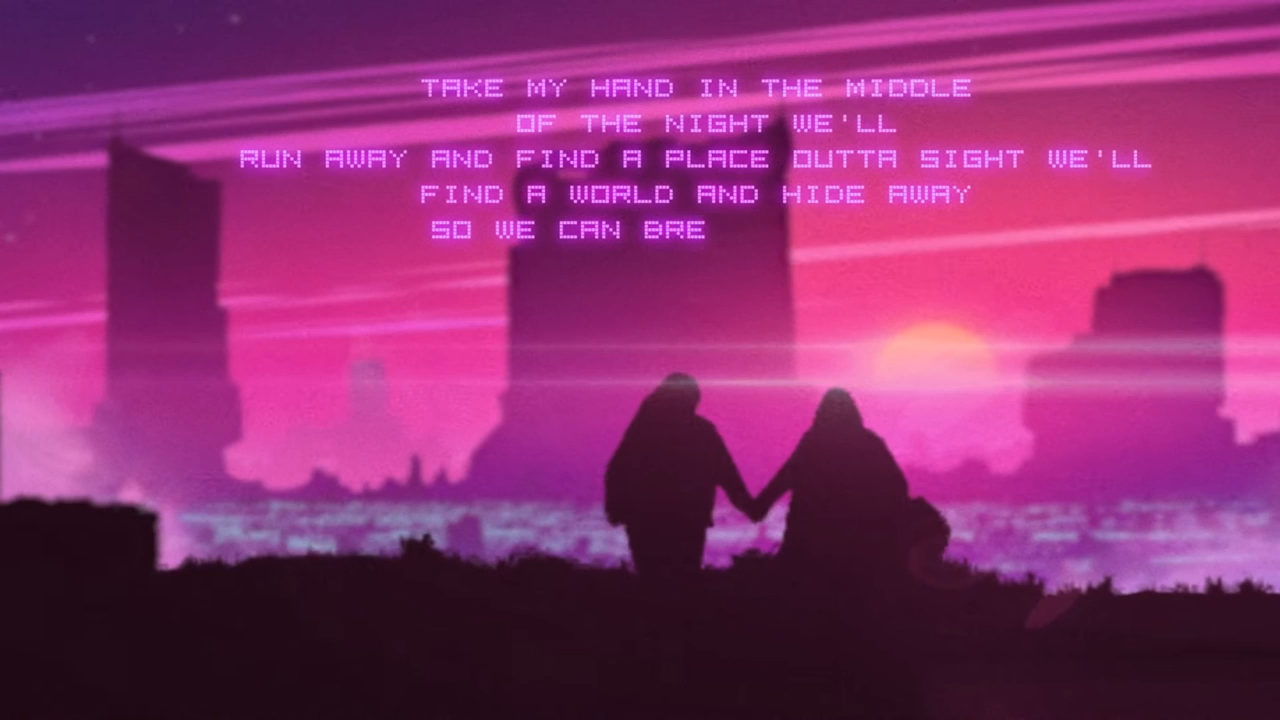 TAKE MY HAND IN THE MIDDLE
OF THE NIGHT WE'LL
RUN AWAY AND FIND A PLACE OUTTA SIGHT WE'LL
FIND A WORLD AND HIDE AWAY
SO WE CAN BRE